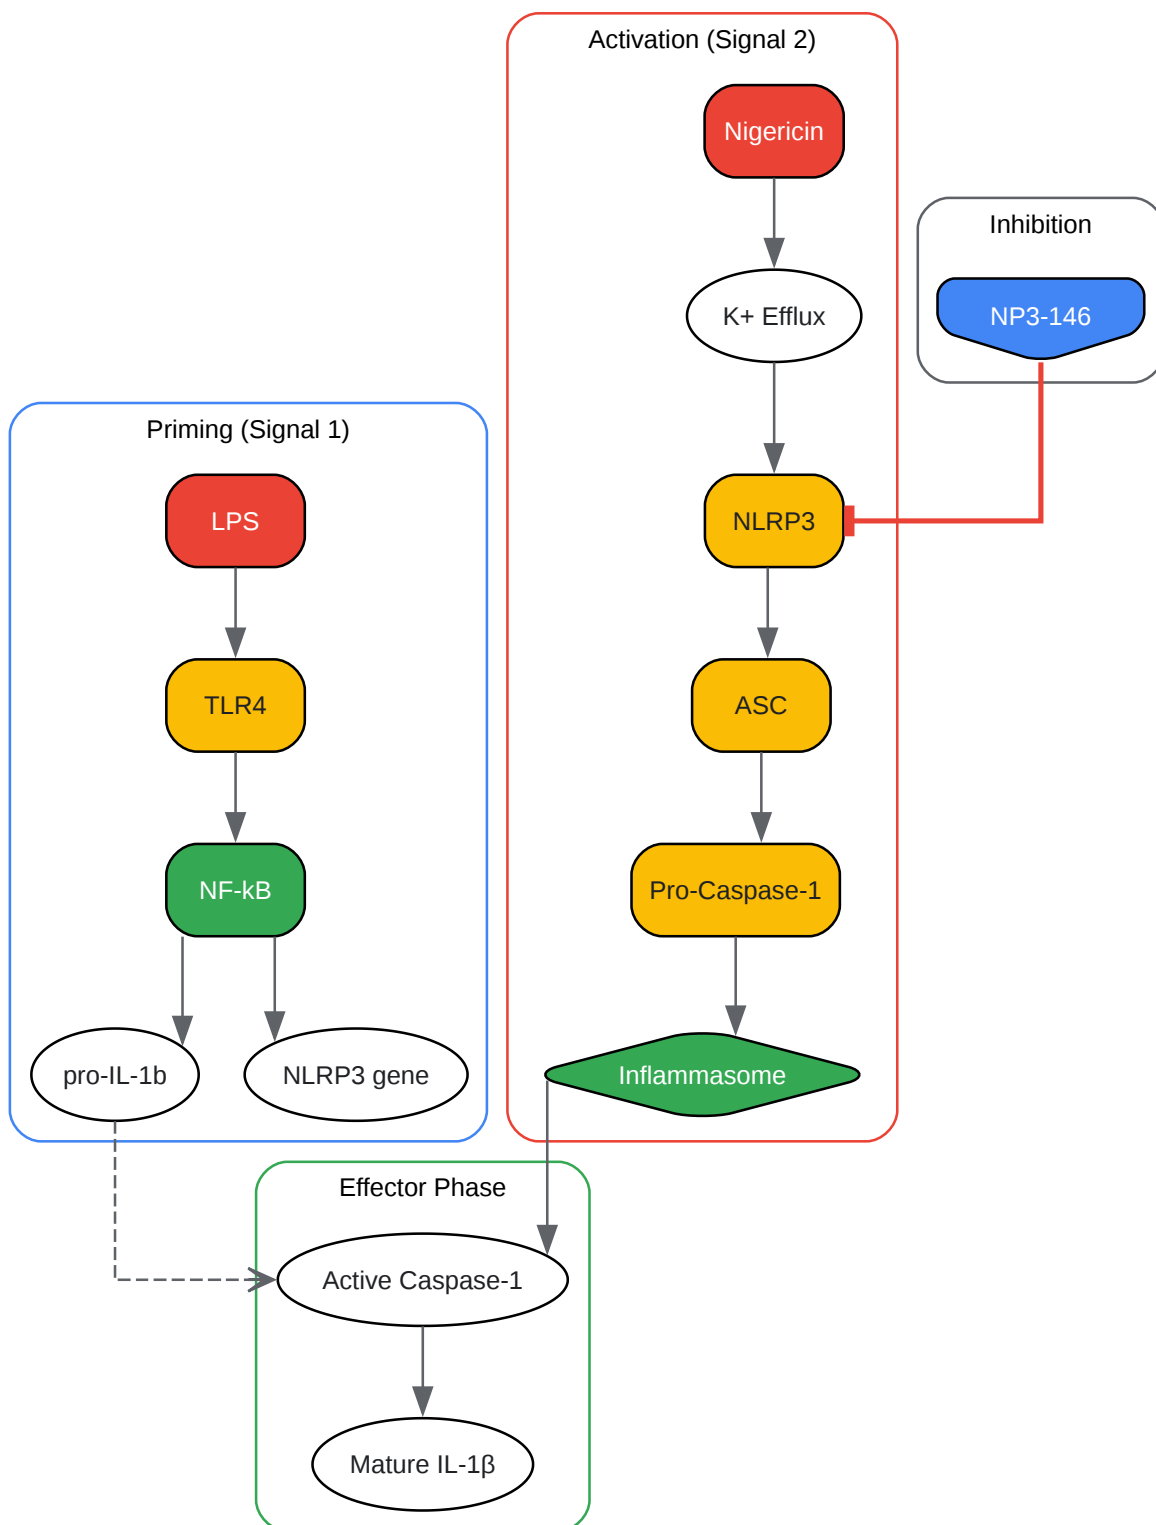 Activation (Signal 2)
Nigericin
Inhibition
K+ Efflux
NP3-146
Priming (Signal 1)
LPS
NLRP3
TLR4
ASC
NF-kB
Pro-Caspase-1
pro-IL-1b
NLRP3 gene
Inflammasome
Effector Phase
Active Caspase-1
Mature IL-1β